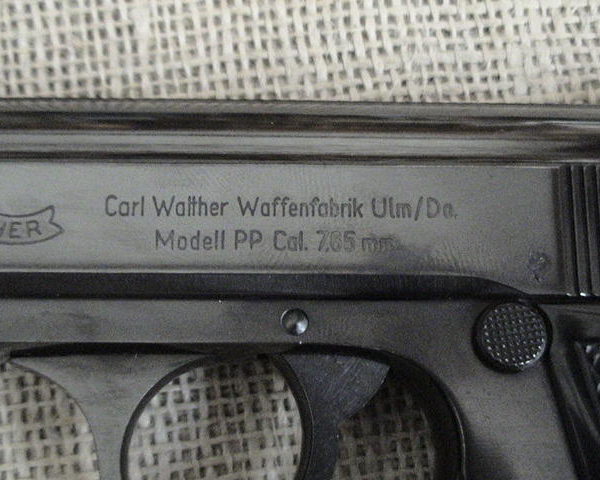 Carl Walther Waffenfabrik Ulm/Do.
Modell PP Cal. 7,65 mm